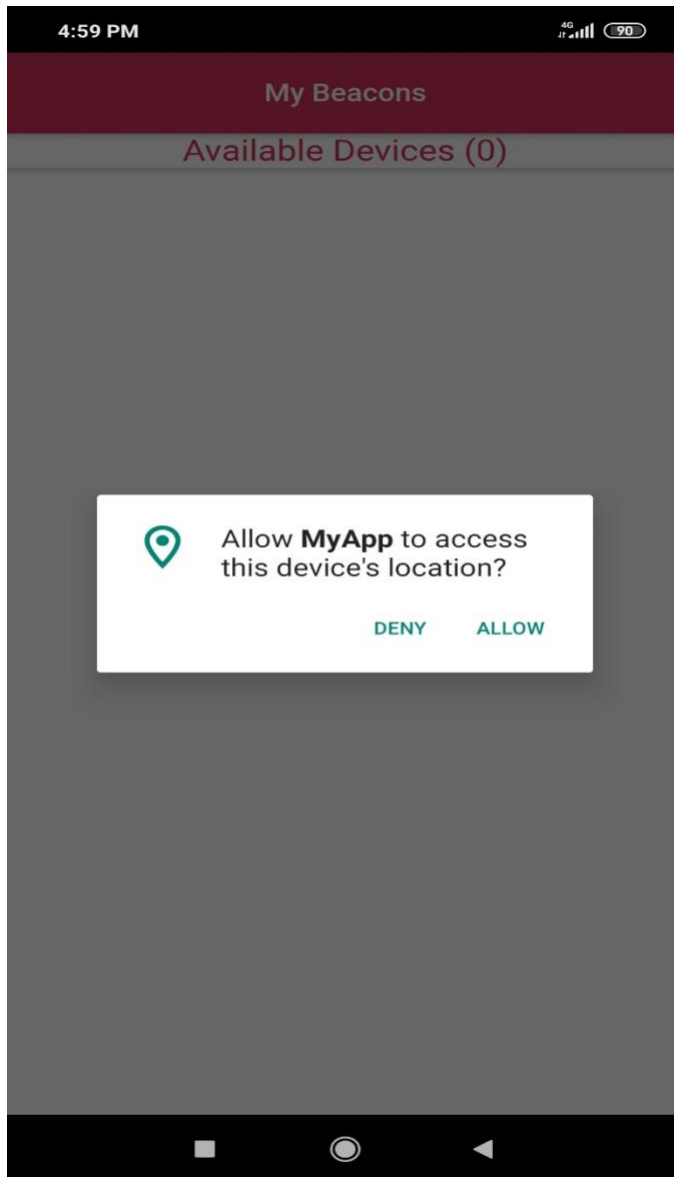 4:59 PM
4G
90
My Beacons
Available Devices (0)
Allow MyApp to access
this device's location?
DENY ALLOW